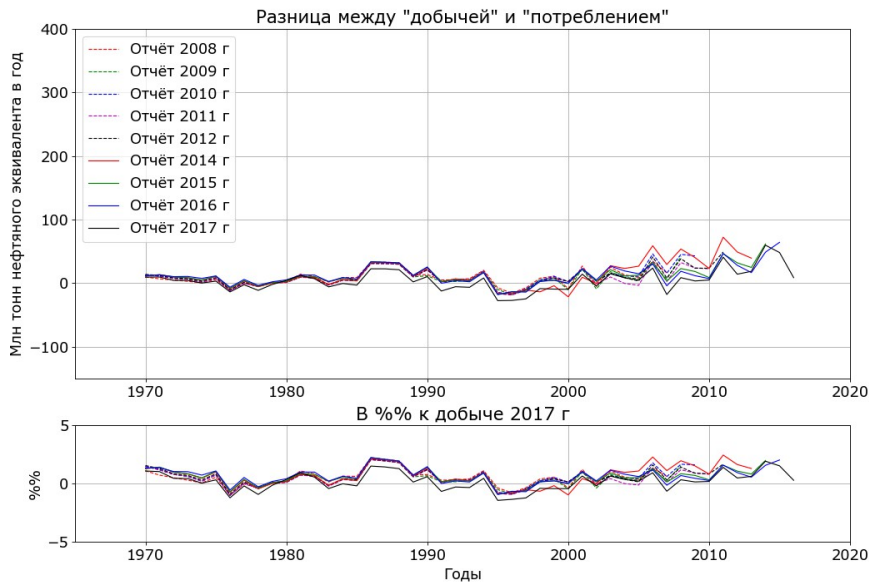 Разница между "добычей" и "потреблением"
Млн тонн нефтяного эквивалента в год
400
300
200
100
0
−100
Отчёт 2008 г
Отчёт 2009 г
Отчёт 2010 г
Отчёт 2011 г
Отчёт 2012 г
Отчёт 2014 г
Отчёт 2015 г
Отчёт 2016 г
Отчёт 2017 г
1970 1980 1990 2000 2010 2020
В %% к добыче 2017 г
%%
5
0
−5
1970 1980 1990 2000 2010 2020
Годы